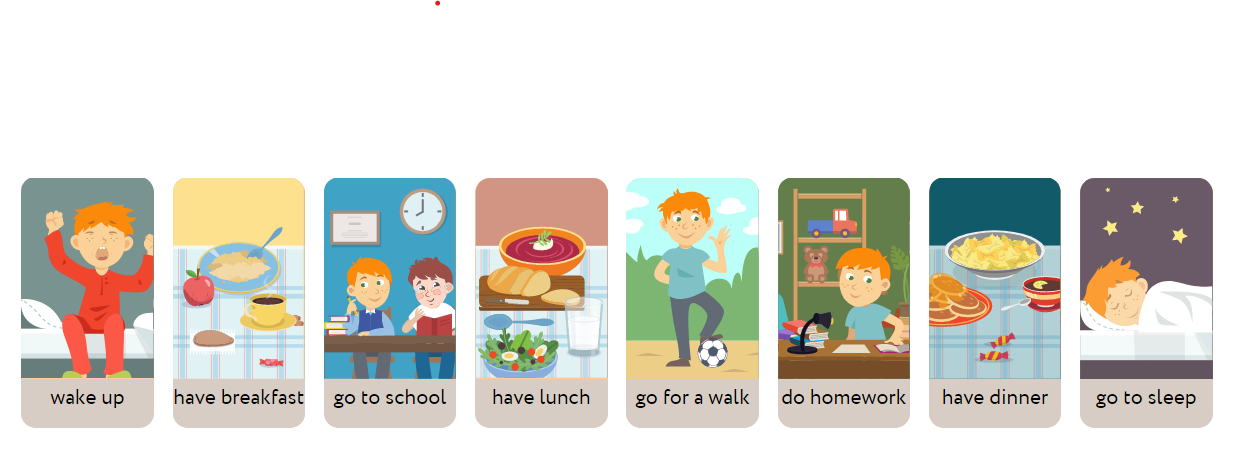 wake up
have breakfast
go to school
have lunch
go for a walk
do homework
have dinner
go to sleep